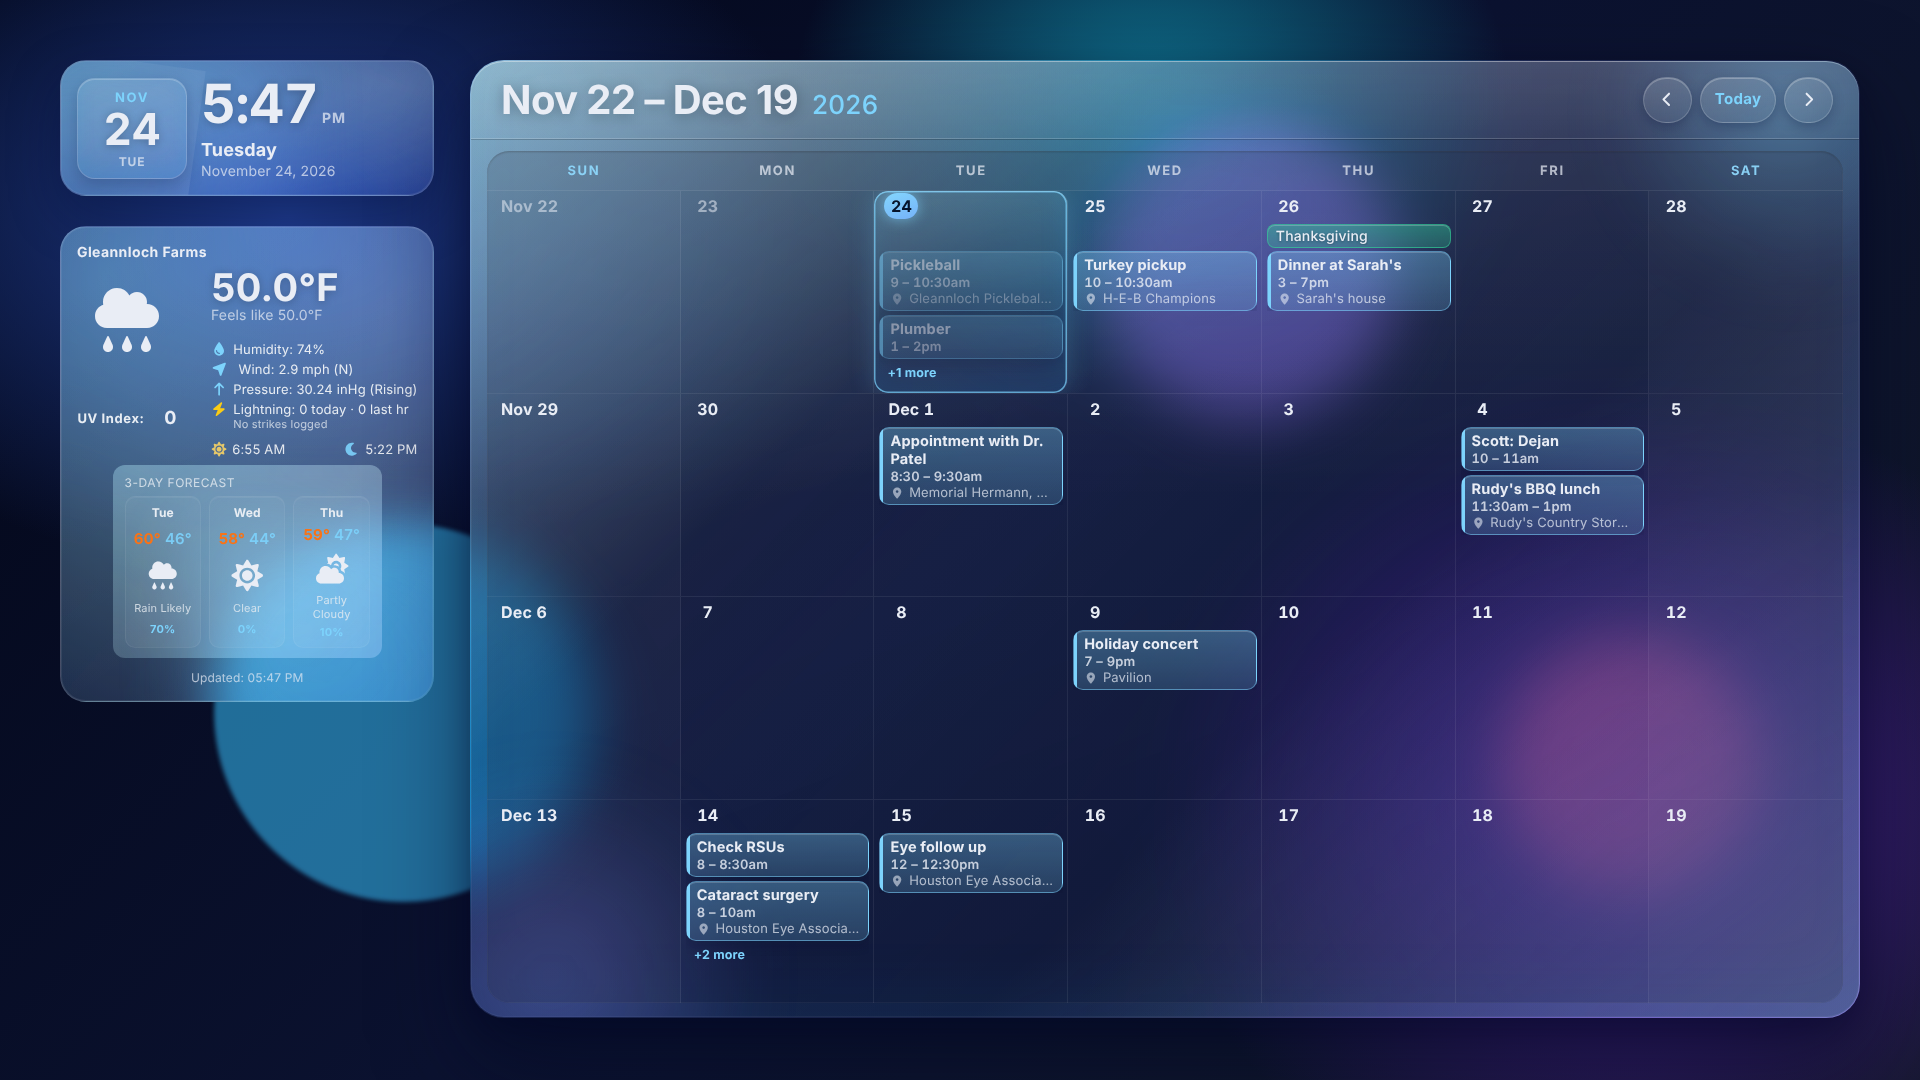 NOV
24
TUE
5:47 PM
Tuesday
November 24, 2026
Gleannloch Farms
50.0°F
Feels like 50.0°F
Humidity: 74%
Wind: 2.9 mph (N)
Pressure: 30.24 inHg (Rising)
Lightning: 0 today · 0 last hr
No strikes logged
UV Index: 0
6:55 AM
5:22 PM
3-DAY FORECAST
Tue
60° 46°
Rain Likely
70%
Wed
58° 44°
Clear
0%
Thu
59° 47°
Partly
Cloudy
10%
Updated: 05:47 PM
Nov 22 – Dec 19 2026
Today
SUN MON TUE WED THU FRI SAT
Nov 22
23
24
Pickleball
9 – 10:30am
Gleannloch Picklebal...
Plumber
1 – 2pm
+1 more
25
Turkey pickup
10 – 10:30am
H-E-B Champions
26
Thanksgiving
Dinner at Sarah's
3 – 7pm
Sarah's house
27
28
Nov 29
30
Dec 1
Appointment with Dr.
Patel
8:30 – 9:30am
Memorial Hermann, ...
2
3
4
Scott: Dejan
10 – 11am
Rudy's BBQ lunch
11:30am – 1pm
Rudy's Country Stor...
5
Dec 6
7
8
9
Holiday concert
7 – 9pm
Pavilion
10
11
12
Dec 13
14
Check RSUs
8 – 8:30am
Cataract surgery
8 – 10am
Houston Eye Associa...
+2 more
15
Eye follow up
12 – 12:30pm
Houston Eye Associa...
16
17
18
19